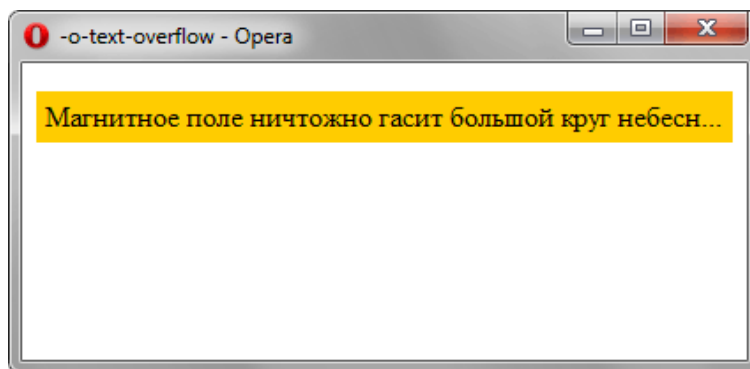 -o-text-overflow - Opera
Магнитное поле ничтожно гасит большой круг небесн...